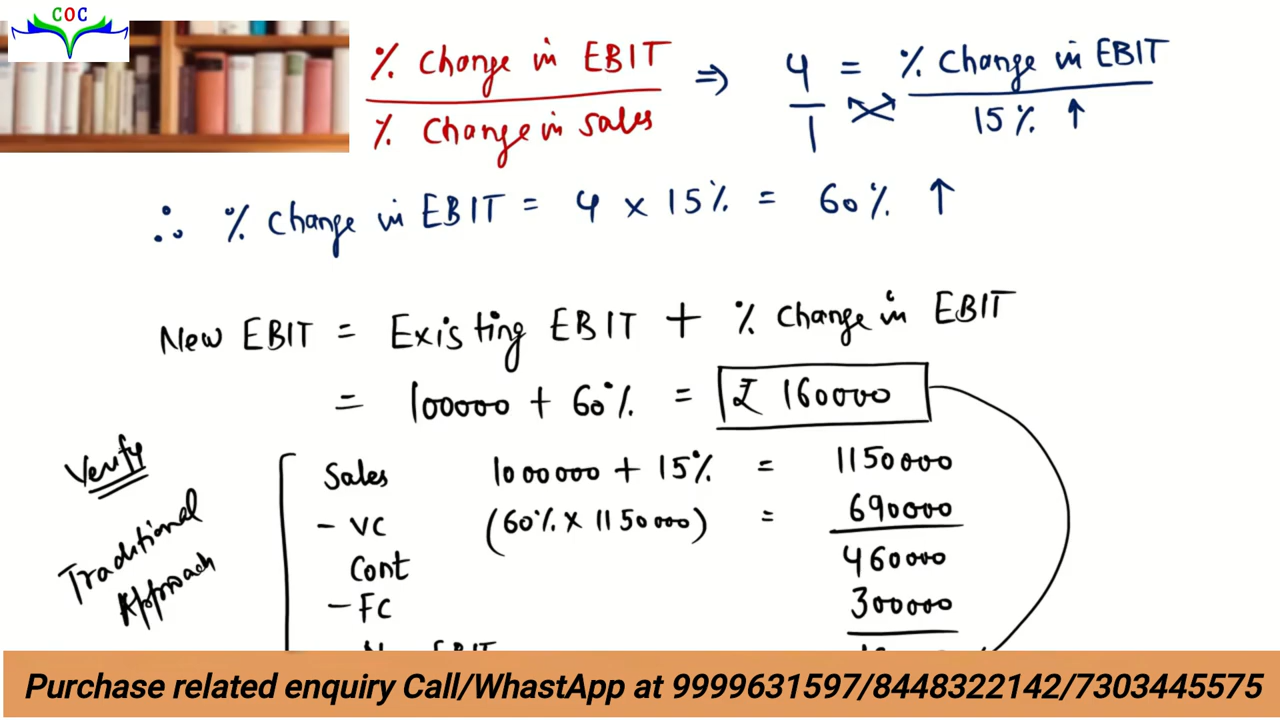 COC
% Change in EBIT / % Change in sales ⇒ 4/1 = % Change in EBIT / 15% ↑
∴ % Change in EBIT = 4 × 15% = 60% ↑
New EBIT = Existing EBIT + % Change in EBIT
= 100000 + 60% = ₹ 160000
Verify
Traditional Approach
Sales 1000000 + 15% = 1150000
- VC (60% × 1150000) = 690000
Cont 460000
- FC 300000
Purchase related enquiry Call/WhastApp at 9999631597/8448322142/7303445575